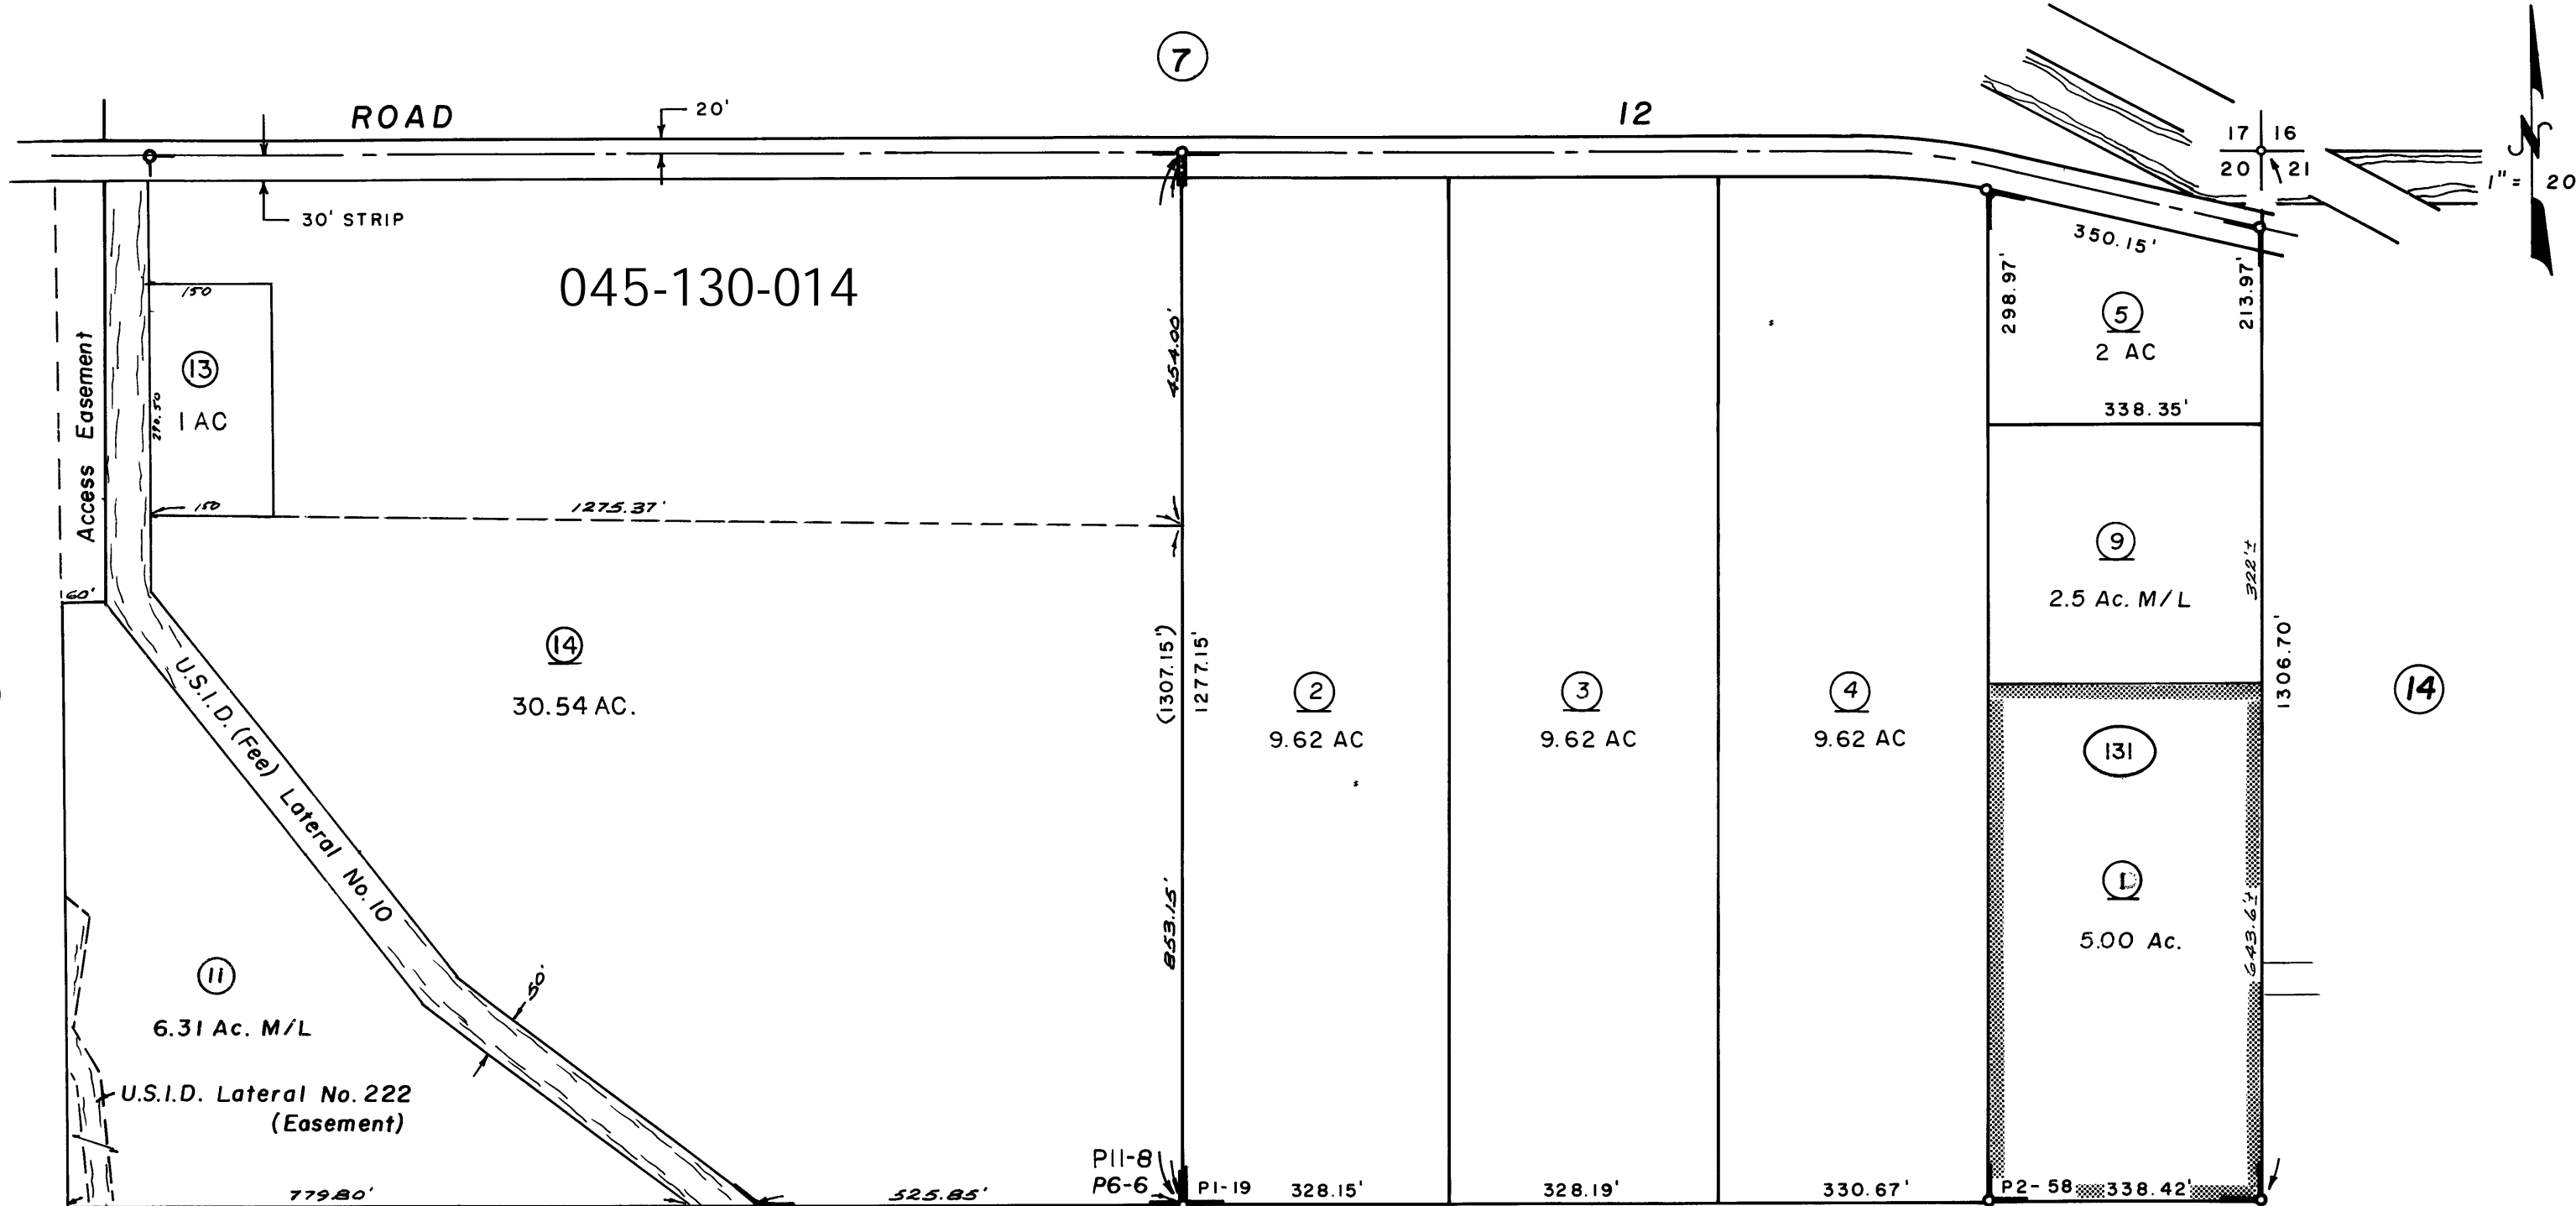 7
ROAD
20'
12
17 16
20 21
N
1" = 20
30' STRIP
045-130-014
350.15'
298.97'
213.97'
5
2 AC
338.35'
150
13
1 AC
290.50
150
Access Easement
60'
454.00'
1275.37'
9
2.5 Ac. M/L
322'±
1306.70'
14
14
30.54 AC.
(1307.15')
1277.15'
2
9.62 AC
3
9.62 AC
4
9.62 AC
131
5.00 Ac.
643.6'±
U.S.I.D. (Fee) Lateral No. 10
853.15'
50'
11
6.31 Ac. M/L
U.S.I.D. Lateral No. 222
(Easement)
779.80'
525.85'
P11-8
P6-6
P1-19
328.15'
328.19'
330.67'
P2-58
338.42'